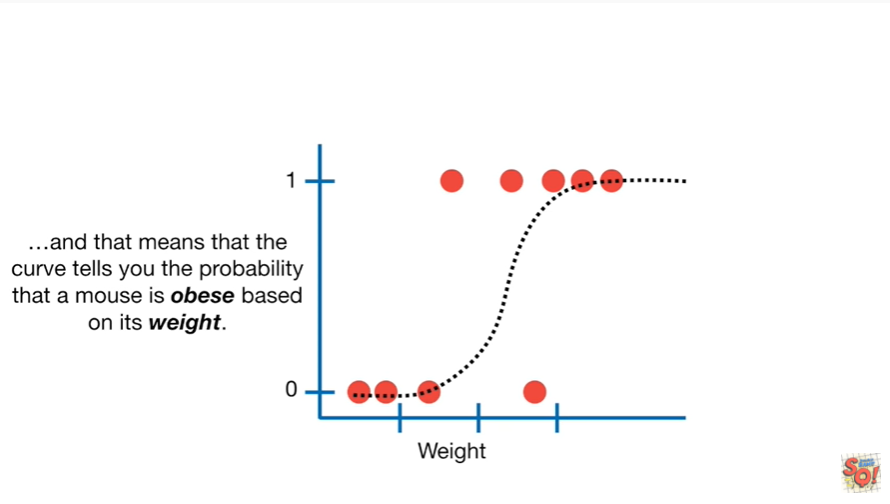 1
…and that means that the
curve tells you the probability
that a mouse is obese based
on its weight.
0
Weight
SQ!